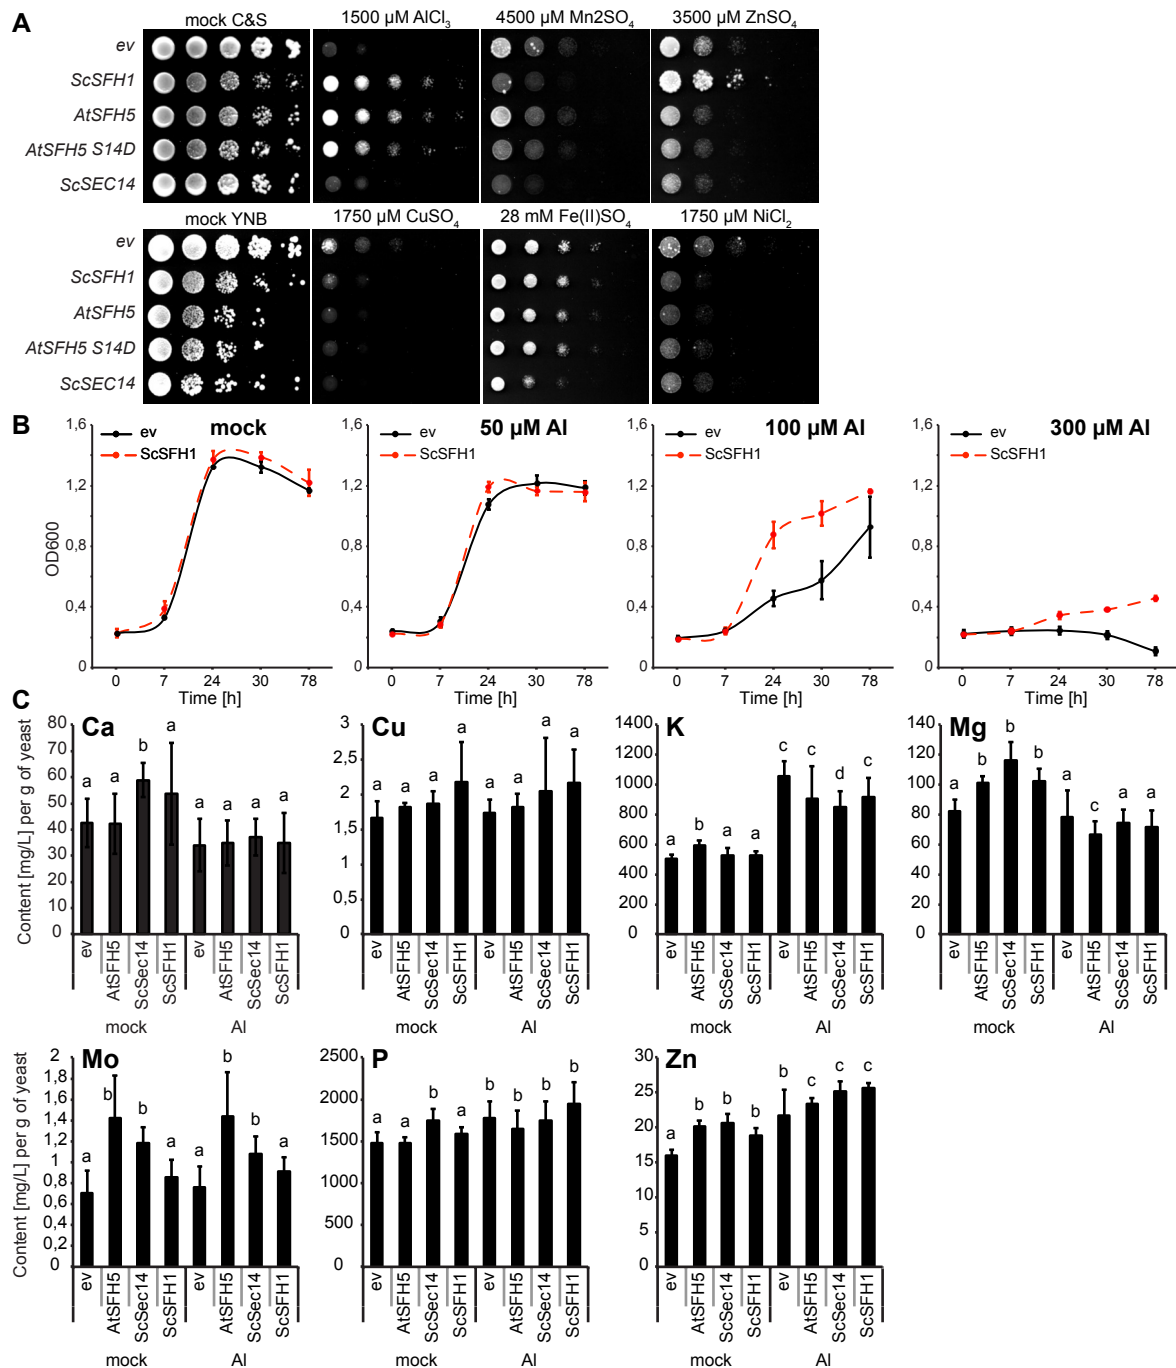 A
mock C&S
1500 µM AlCl3
4500 µM Mn2SO4
3500 µM ZnSO4
ev
ScSFH1
AtSFH5
AtSFH5 S14D
ScSEC14
mock YNB
1750 µM CuSO4
28 mM Fe(II)SO4
1750 µM NiCl2
ev
ScSFH1
AtSFH5
AtSFH5 S14D
ScSEC14
B
OD600
1,6
1,2
0,8
0,4
0
ev
ScSFH1
mock
0 7 24 30 78
Time [h]
1,6
1,2
0,8
0,4
0
ev
ScSFH1
50 µM Al
0 7 24 30 78
Time [h]
1,6
1,2
0,8
0,4
0
ev
ScSFH1
100 µM Al
0 7 24 30 78
Time [h]
1,6
1,2
0,8
0,4
0
ev
ScSFH1
300 µM Al
0 7 24 30 78
Time [h]
C
Content [mg/L] per g of yeast
Ca
80
70
60
50
40
30
20
10
0
a a b a a a a a
ev AtSFH5 ScSec14 ScSFH1 ev AtSFH5 ScSec14 ScSFH1
mock Al
Cu
3
2,5
2
1,5
1
0,5
0
a a a a a a a a
ev AtSFH5 ScSec14 ScSFH1 ev AtSFH5 ScSec14 ScSFH1
mock Al
K
1400
1200
1000
800
600
400
200
0
a b a a c c d c
ev AtSFH5 ScSec14 ScSFH1 ev AtSFH5 ScSec14 ScSFH1
mock Al
Mg
140
120
100
80
60
40
20
0
a b b b a c a a
ev AtSFH5 ScSec14 ScSFH1 ev AtSFH5 ScSec14 ScSFH1
mock Al
Content [mg/L] per g of yeast
Mo
2
1,8
1,6
1,4
1,2
1
0,8
0,6
0,4
0,2
0
a b b a a b b a
ev AtSFH5 ScSec14 ScSFH1 ev AtSFH5 ScSec14 ScSFH1
mock Al
P
2500
2000
1500
1000
500
0
a a b a b b b b
ev AtSFH5 ScSec14 ScSFH1 ev AtSFH5 ScSec14 ScSFH1
mock Al
Zn
30
25
20
15
10
5
0
a b b b b c c c
ev AtSFH5 ScSec14 ScSFH1 ev AtSFH5 ScSec14 ScSFH1
mock Al